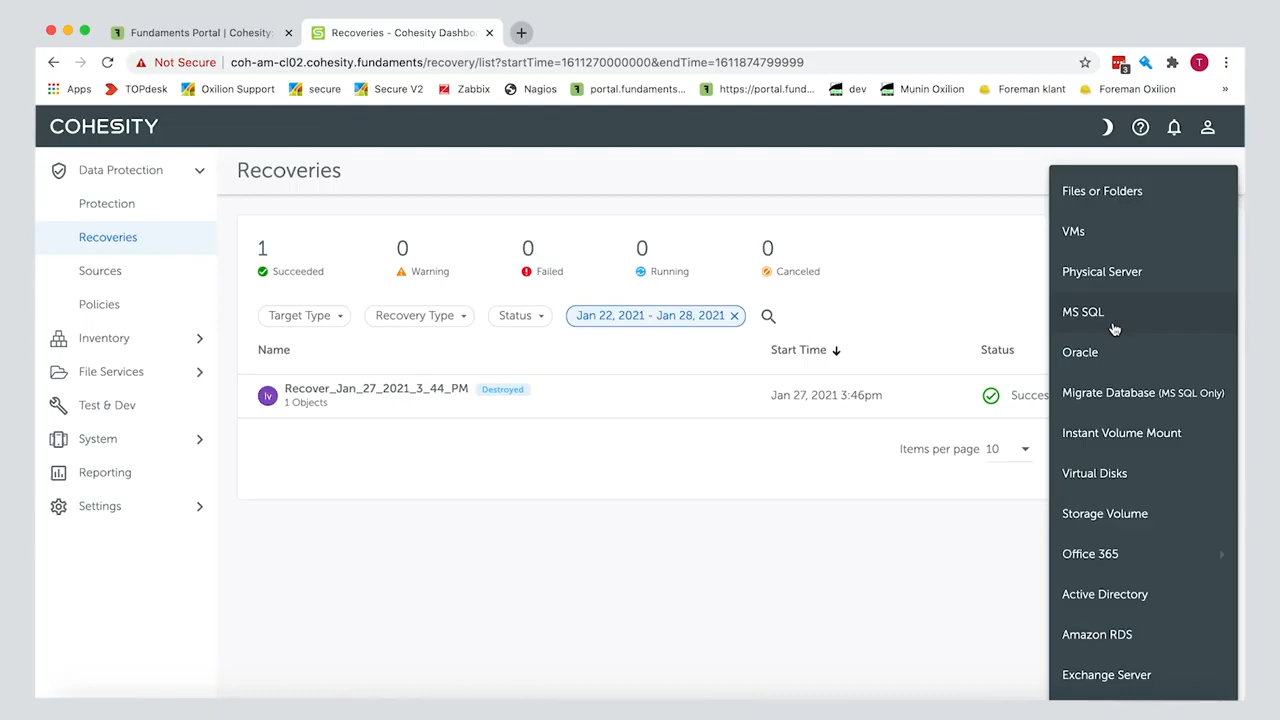 Fundaments Portal | Cohesity:
Recoveries - Cohesity Dashbo
Not Secure
coh-am-cl02.cohesity.fundaments/recovery/list?startTime=1611270000000&endTime=1611874799999
3
T
Apps
TOPdesk
Oxilion Support
secure
Secure V2
Zabbix
Nagios
portal.fundaments...
https://portal.fund...
dev
Munin Oxilion
Foreman klant
Foreman Oxilion
»
COHESITY
Data Protection
Protection
Recoveries
Sources
Policies
Inventory
File Services
Test & Dev
System
Reporting
Settings
Recoveries
1
Succeeded
0
Warning
0
Failed
0
Running
0
Canceled
Target Type
Recovery Type
Status
Jan 22, 2021 - Jan 28, 2021
Name
Start Time
Status
Iv
Recover_Jan_27_2021_3_44_PM
Destroyed
1 Objects
Jan 27, 2021 3:46pm
Succes
Items per page
10
Files or Folders
VMs
Physical Server
MS SQL
Oracle
Migrate Database (MS SQL Only)
Instant Volume Mount
Virtual Disks
Storage Volume
Office 365
Active Directory
Amazon RDS
Exchange Server